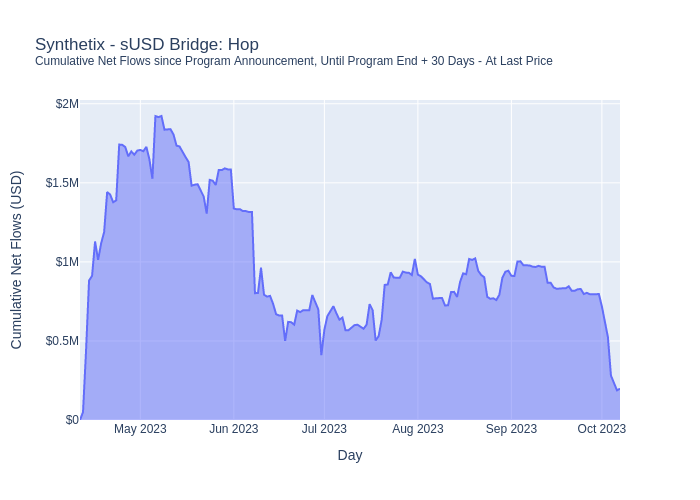 Synthetix - sUSD Bridge: Hop
Cumulative Net Flows since Program Announcement, Until Program End + 30 Days - At Last Price
Cumulative Net Flows (USD)
$2M
$1.5M
$1M
$0.5M
$0
May 2023
Jun 2023
Jul 2023
Aug 2023
Sep 2023
Oct 2023
Day